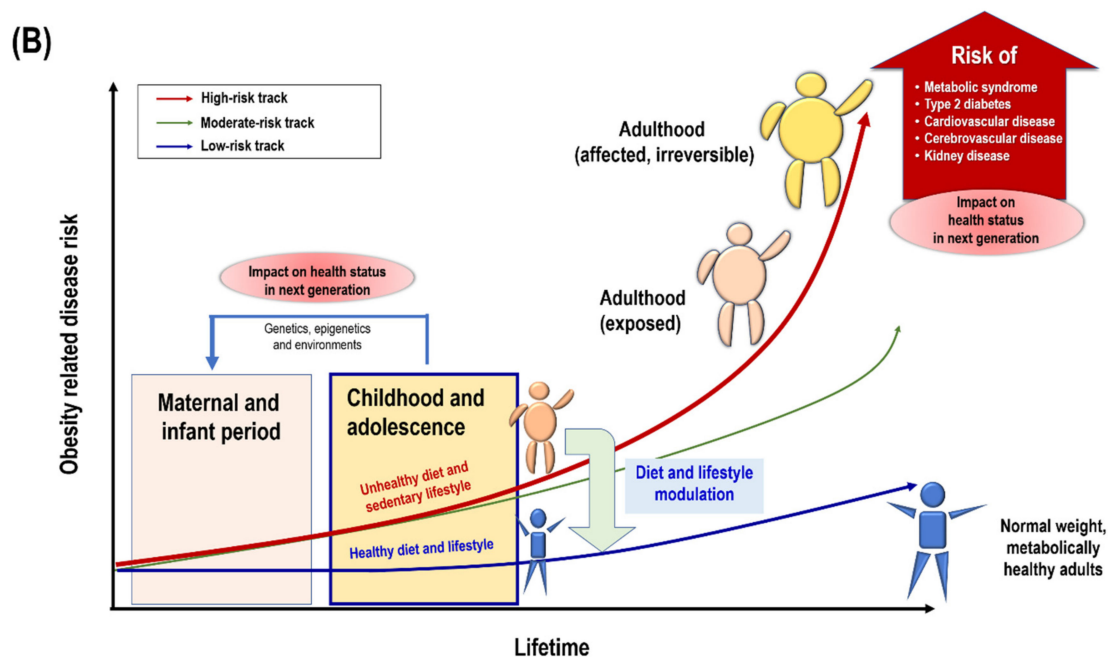 (B)
High-risk track
Moderate-risk track
Low-risk track
Obesity related disease risk
Impact on health status
in next generation
Genetics, epigenetics
and environments
Maternal and
infant period
Childhood and
adolescence
Unhealthy diet and
sedentary lifestyle
Healthy diet and lifestyle
Adulthood
(affected, irreversible)
Adulthood
(exposed)
Diet and lifestyle
modulation
Risk of
• Metabolic syndrome
• Type 2 diabetes
• Cardiovascular disease
• Cerebrovascular disease
• Kidney disease
Impact on
health status
in next generation
Normal weight,
metabolically
healthy adults
Lifetime